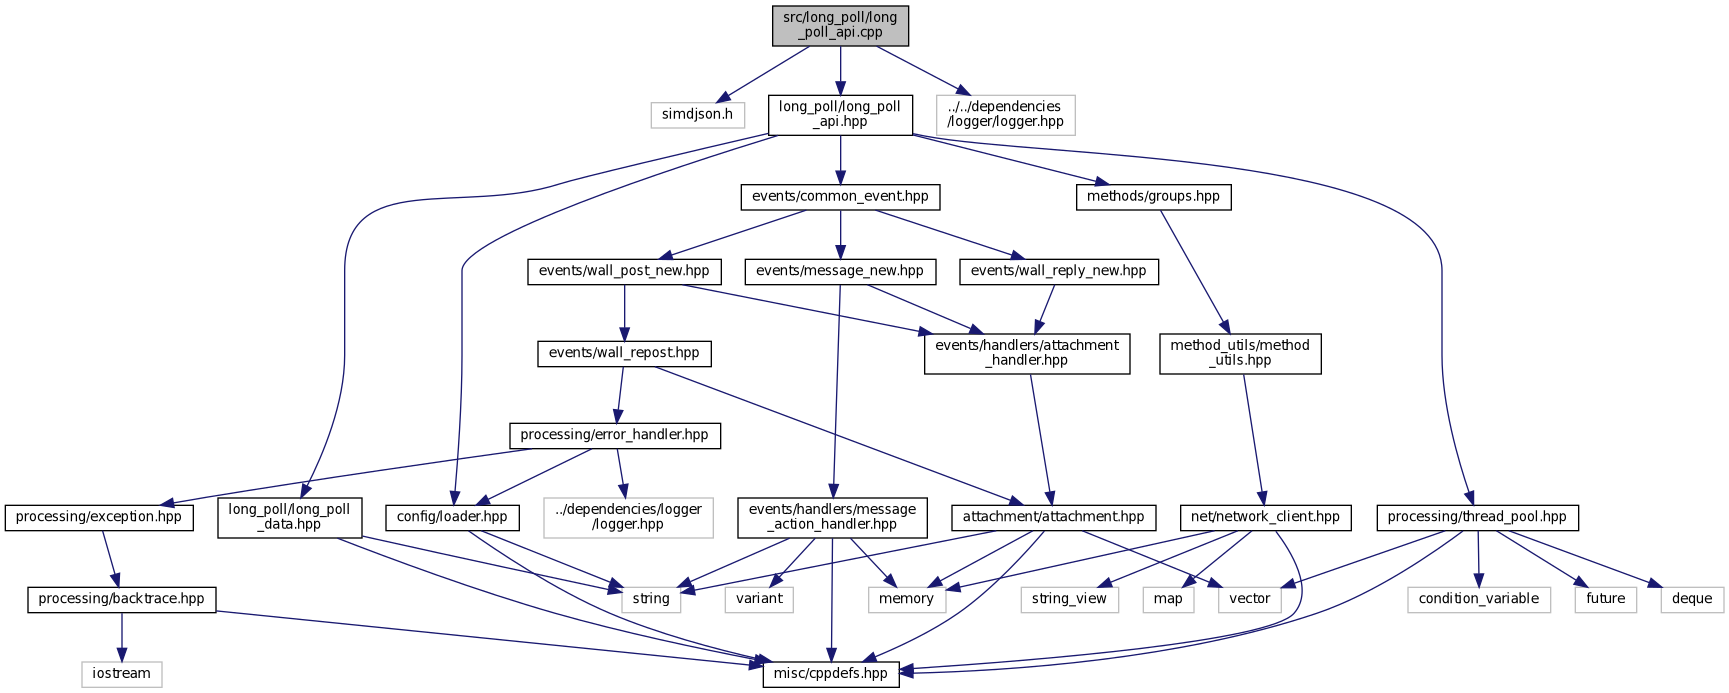 src/long_poll/long
_poll_api.cpp
simdjson.h
long_poll/long_poll
_api.hpp
../../dependencies
/logger/logger.hpp
events/common_event.hpp
methods/groups.hpp
events/wall_post_new.hpp
events/message_new.hpp
events/wall_reply_new.hpp
events/wall_repost.hpp
events/handlers/attachment
_handler.hpp
method_utils/method
_utils.hpp
processing/error_handler.hpp
processing/exception.hpp
long_poll/long_poll
_data.hpp
config/loader.hpp
../dependencies/logger
/logger.hpp
events/handlers/message
_action_handler.hpp
attachment/attachment.hpp
net/network_client.hpp
processing/thread_pool.hpp
processing/backtrace.hpp
string
variant
memory
string_view
map
vector
condition_variable
future
deque
iostream
misc/cppdefs.hpp